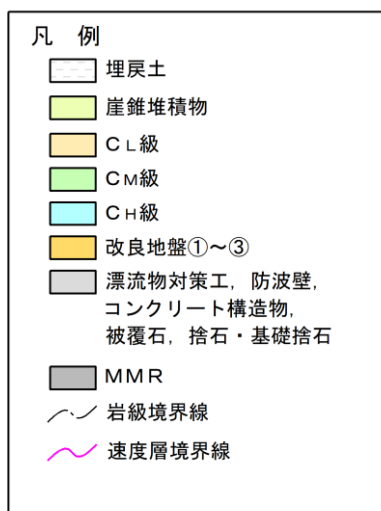 凡 例
埋戻土
崖錐堆積物
CL級
CM級
CH級
改良地盤①～③
漂流物対策工，防波壁，
コンクリート構造物，
被覆石，捨石・基礎捨石
ＭＭＲ
岩級境界線
速度層境界線